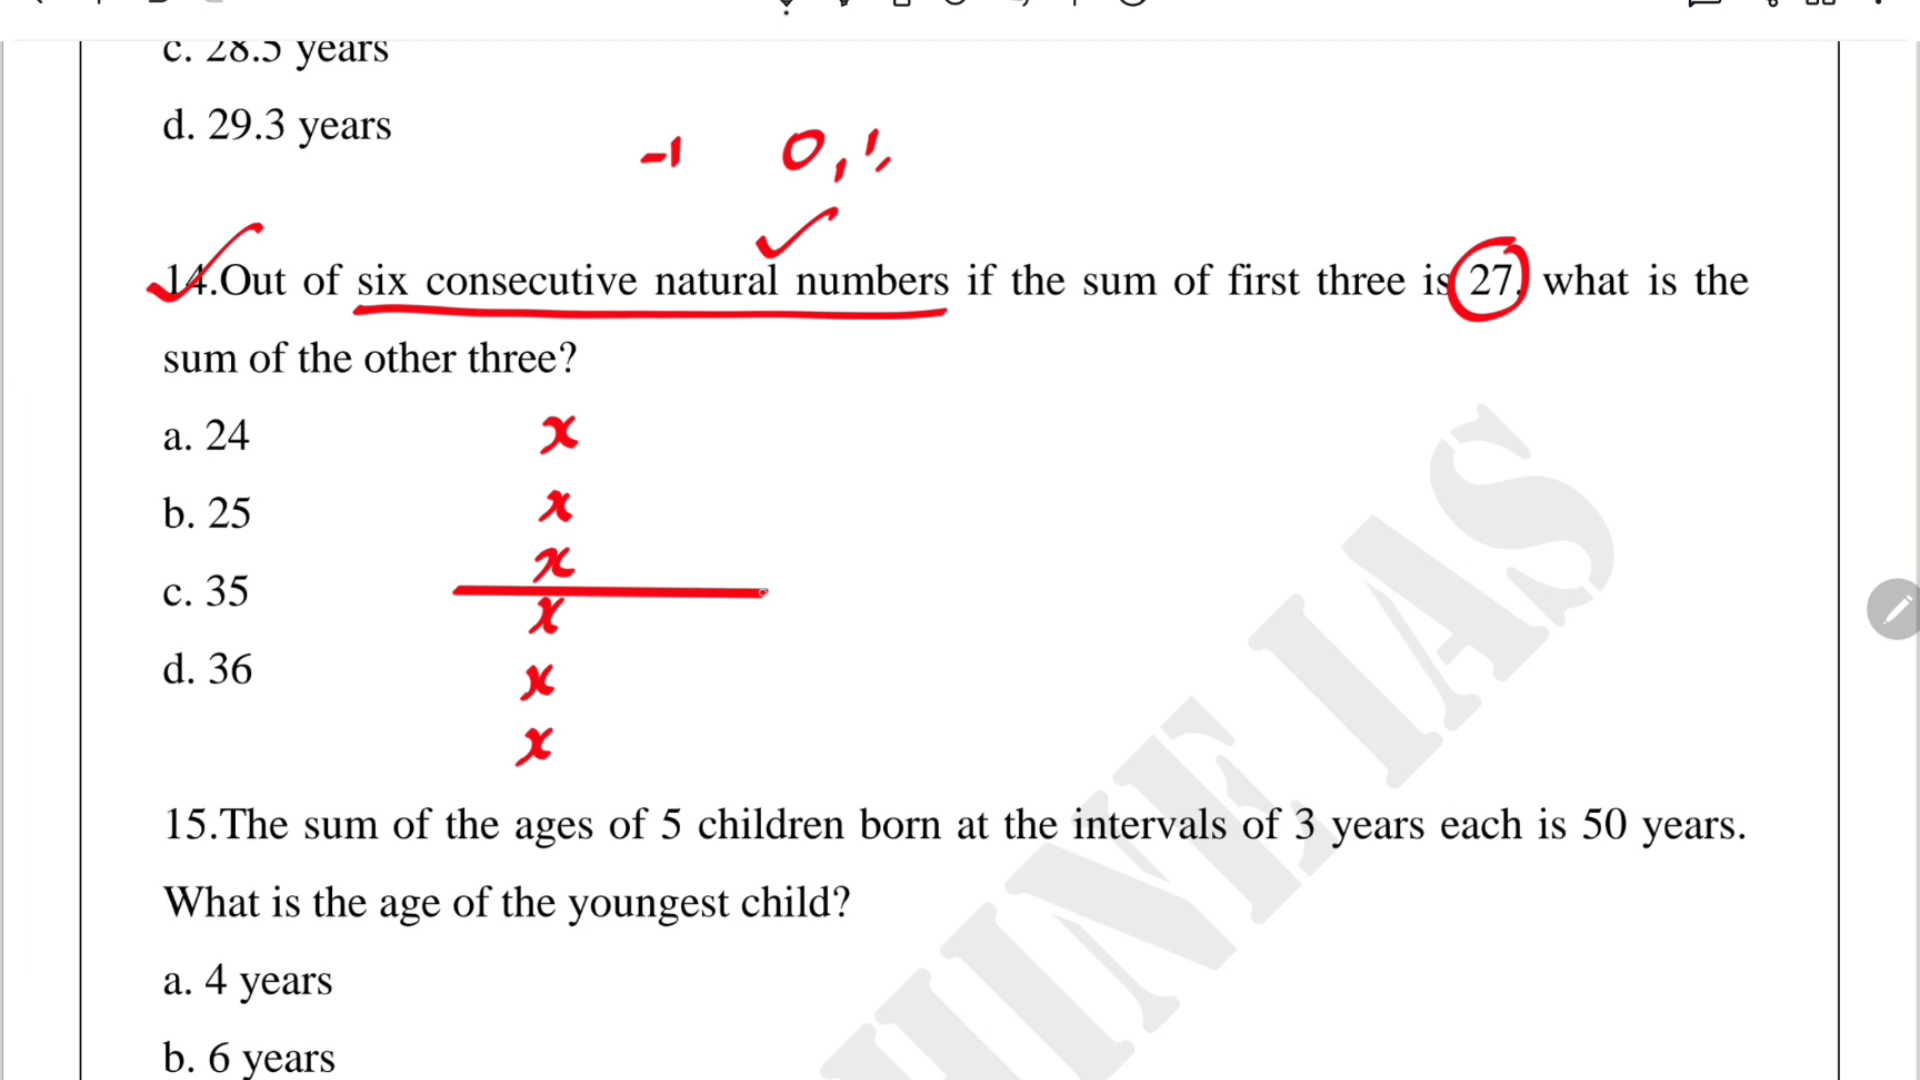 c. 28.5 years
d. 29.3 years
-1 0, 1,
14.Out of six consecutive natural numbers if the sum of first three is 27, what is the
sum of the other three?
a. 24
x
b. 25
x
x
c. 35
x
d. 36
x
x
15.The sum of the ages of 5 children born at the intervals of 3 years each is 50 years.
What is the age of the youngest child?
a. 4 years
b. 6 years
HINE IAS